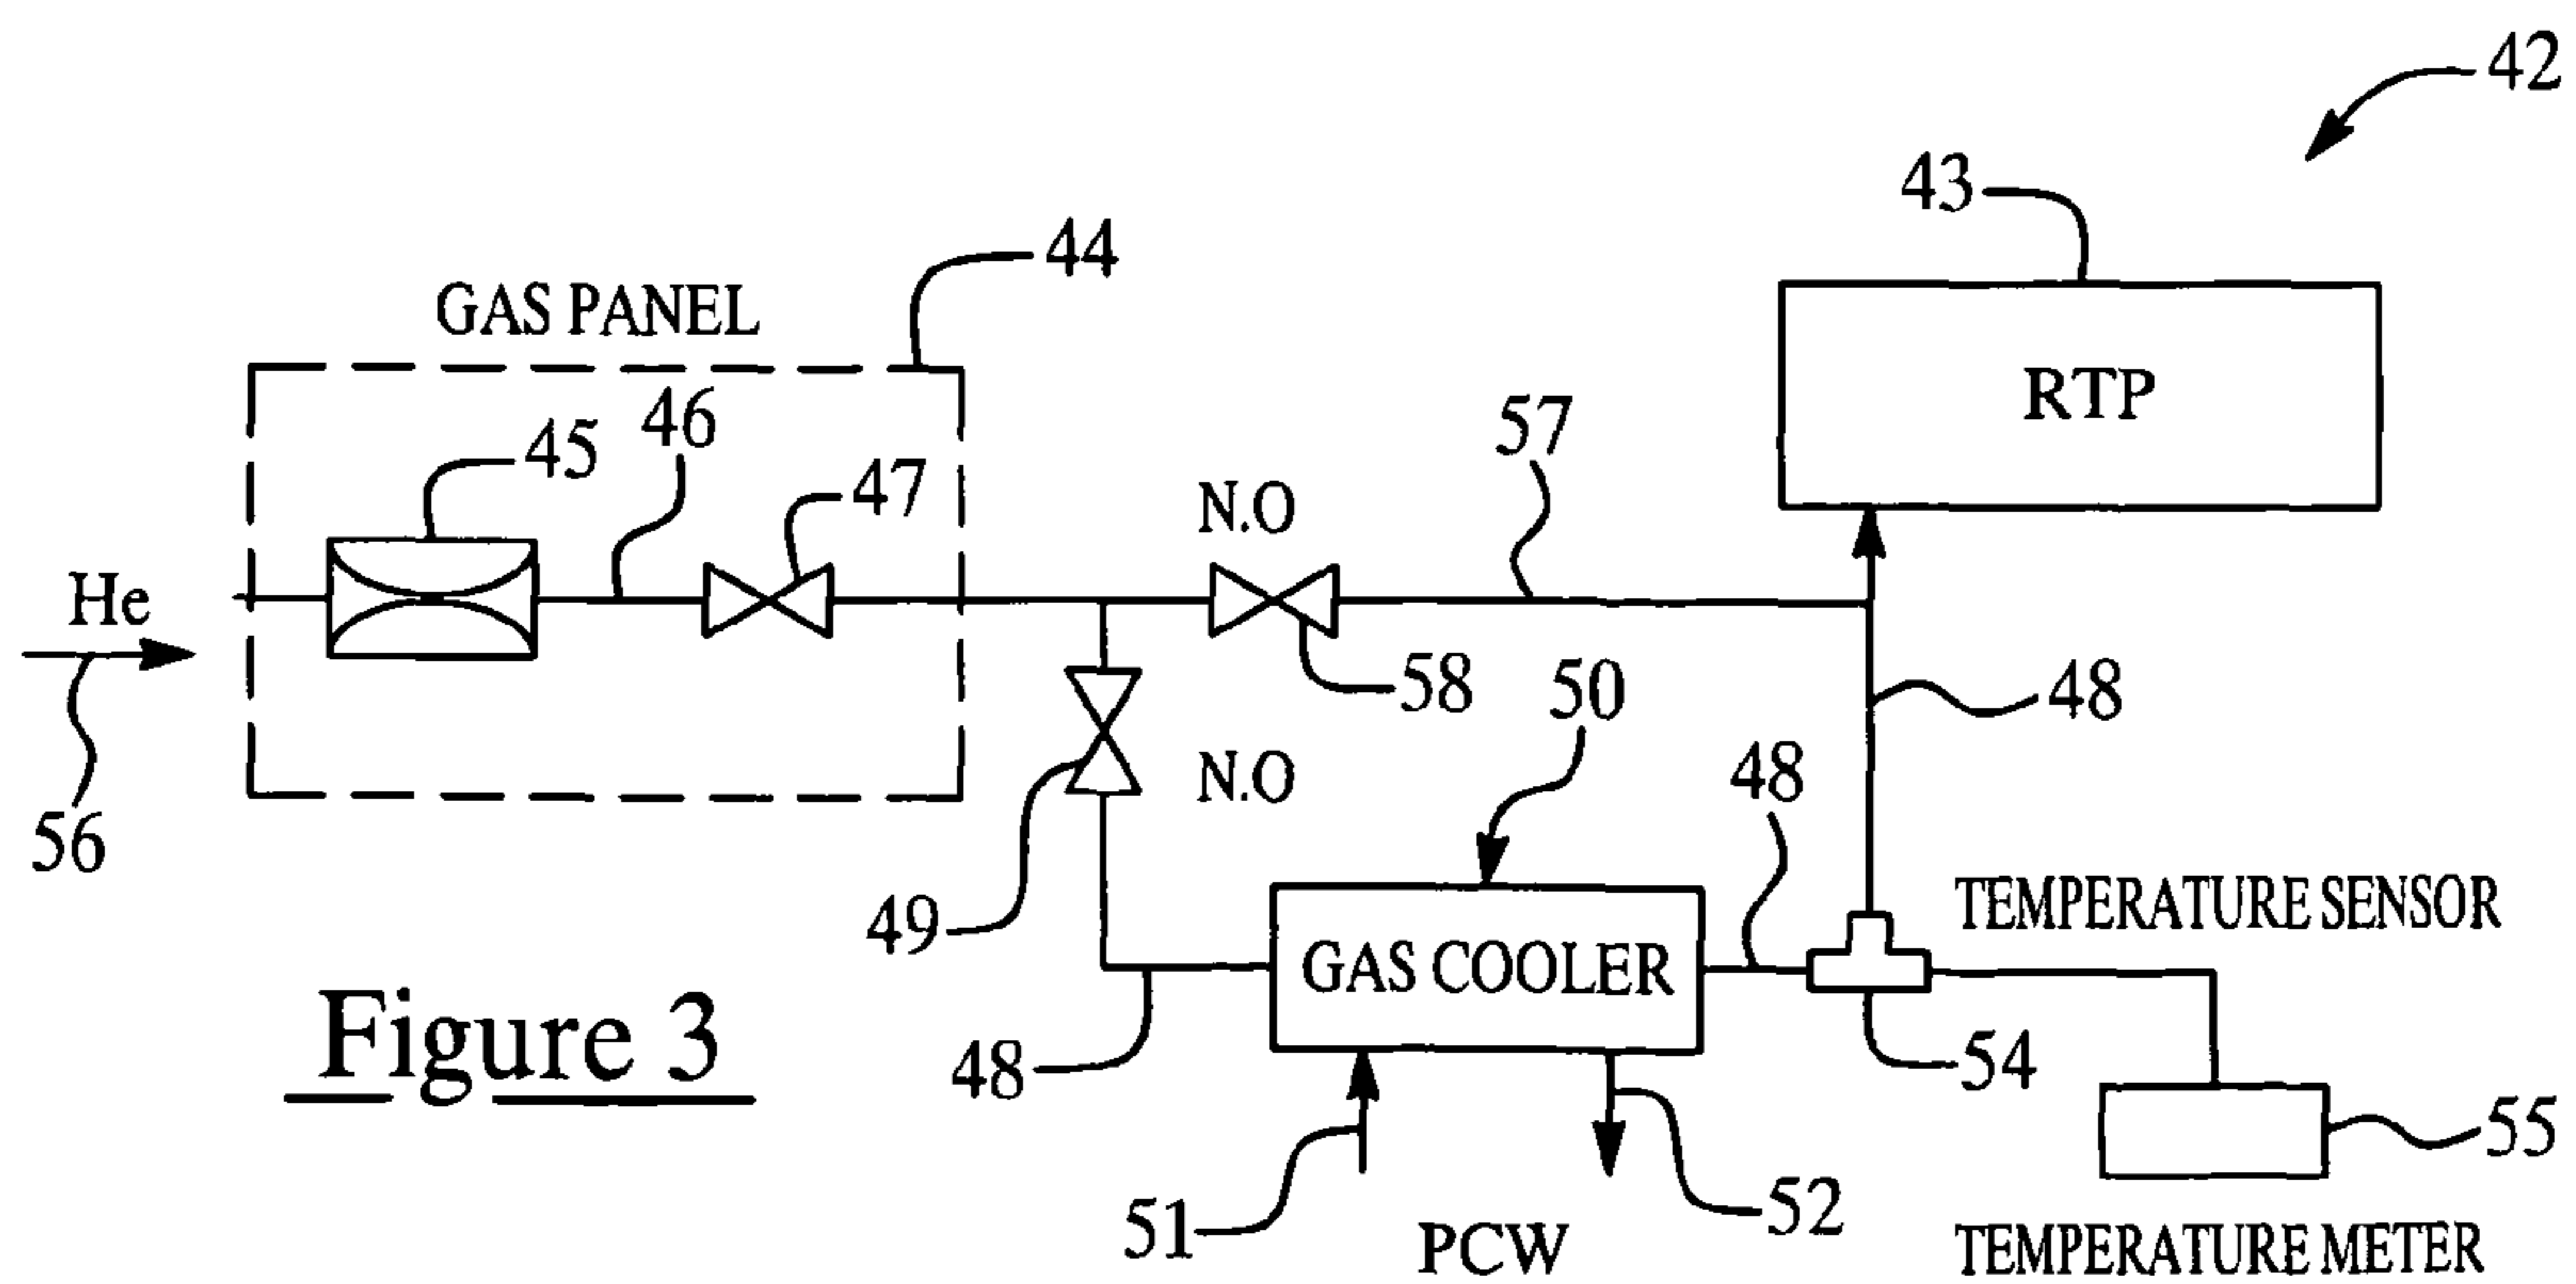 42
43
44
GAS PANEL
RTP
46
45
57
47
N.O
He
58
50
48
N.O
48
56
49
TEMPERATURE SENSOR
GAS COOLER
Figure 3
48
54
55
51
52
PCW
TEMPERATURE METER